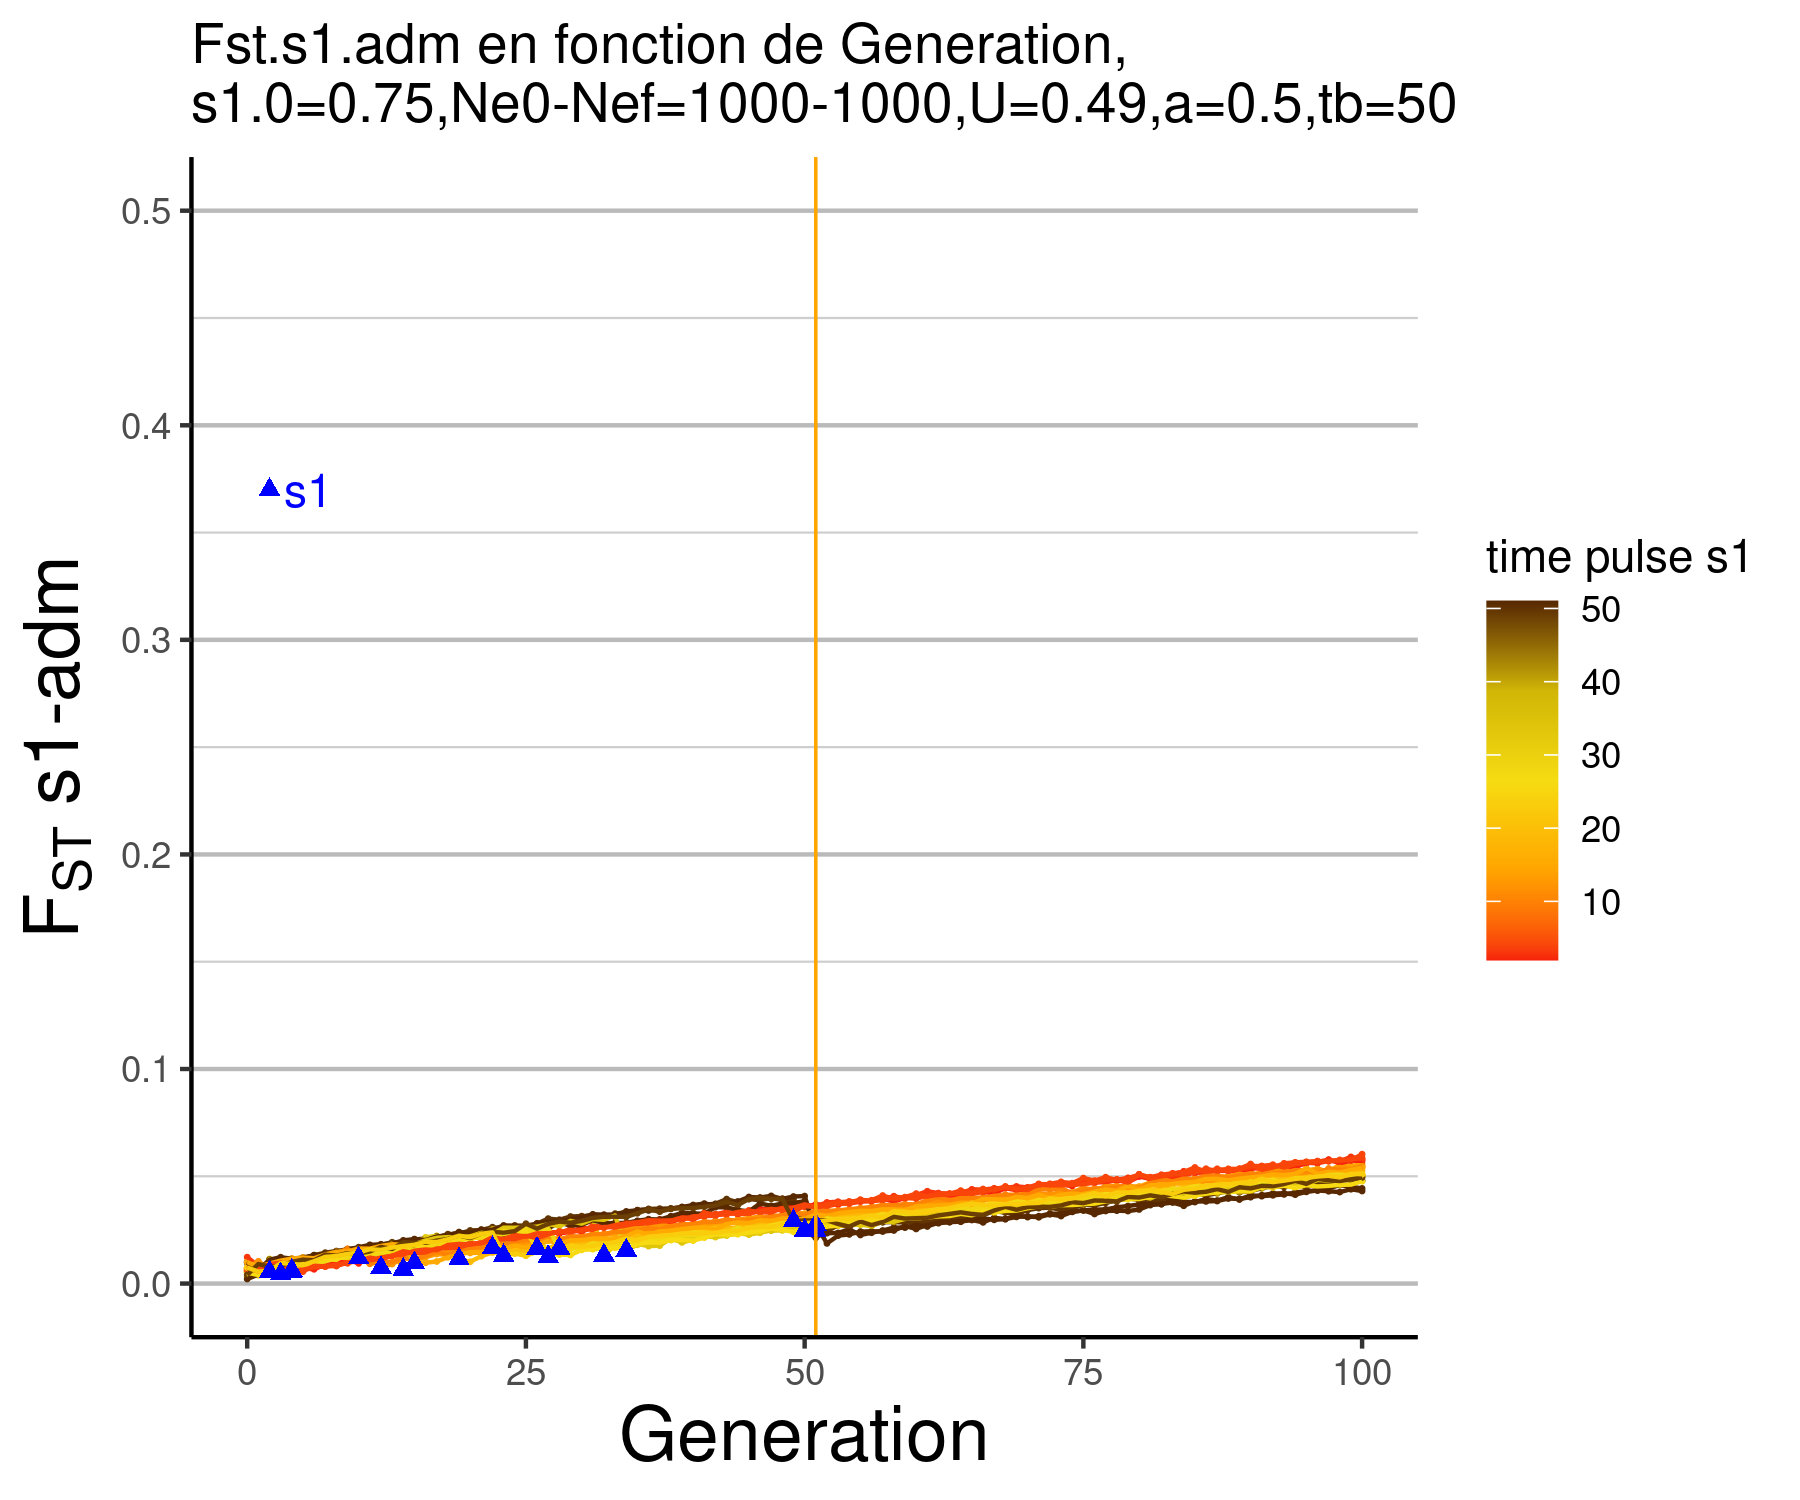 Fst.s1.adm en fonction de Generation,
s1.0=0.75,Ne0-Nef=1000-1000,U=0.49,a=0.5,tb=50
0.5
0.4
0.3
0.2
0.1
0.0
FST s1-adm
s1
0 25 50 75 100
Generation
time pulse s1
50
40
30
20
10